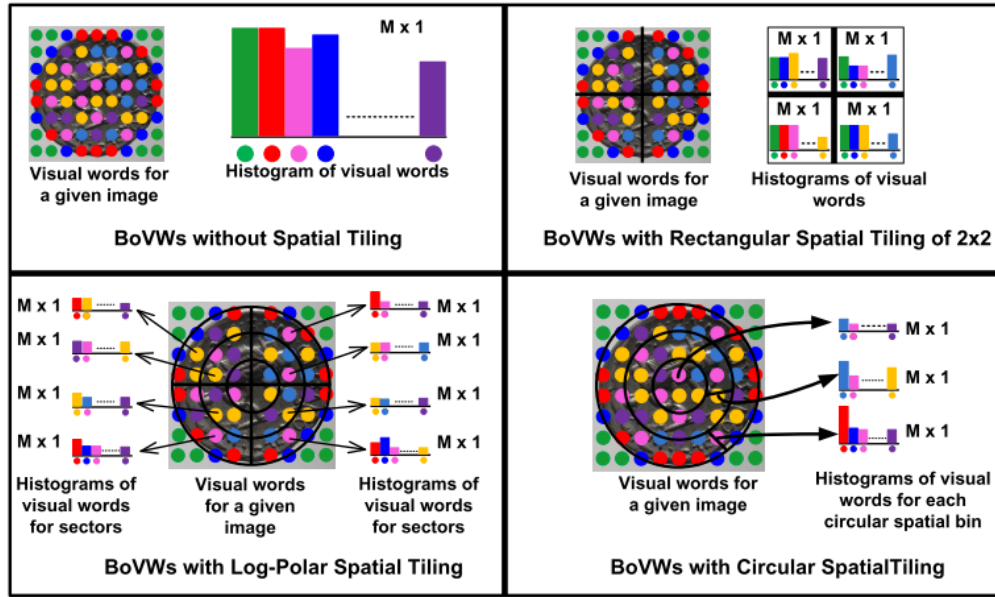 M x 1
Visual words for
a given image
Histogram of visual words
BoVWs without Spatial Tiling
M x 1
M x 1
M x 1
M x 1
Visual words for
a given image
Histograms of visual
words
BoVWs with Rectangular Spatial Tiling of 2x2
M x 1
M x 1
M x 1
M x 1
Histograms of
visual words
for sectors
Visual words
for a given
image
M x 1
M x 1
M x 1
M x 1
Histograms of
visual words
for sectors
BoVWs with Log-Polar Spatial Tiling
M x 1
M x 1
M x 1
Visual words for
a given image
Histograms of visual
words for each
circular spatial bin
BoVWs with Circular SpatialTiling